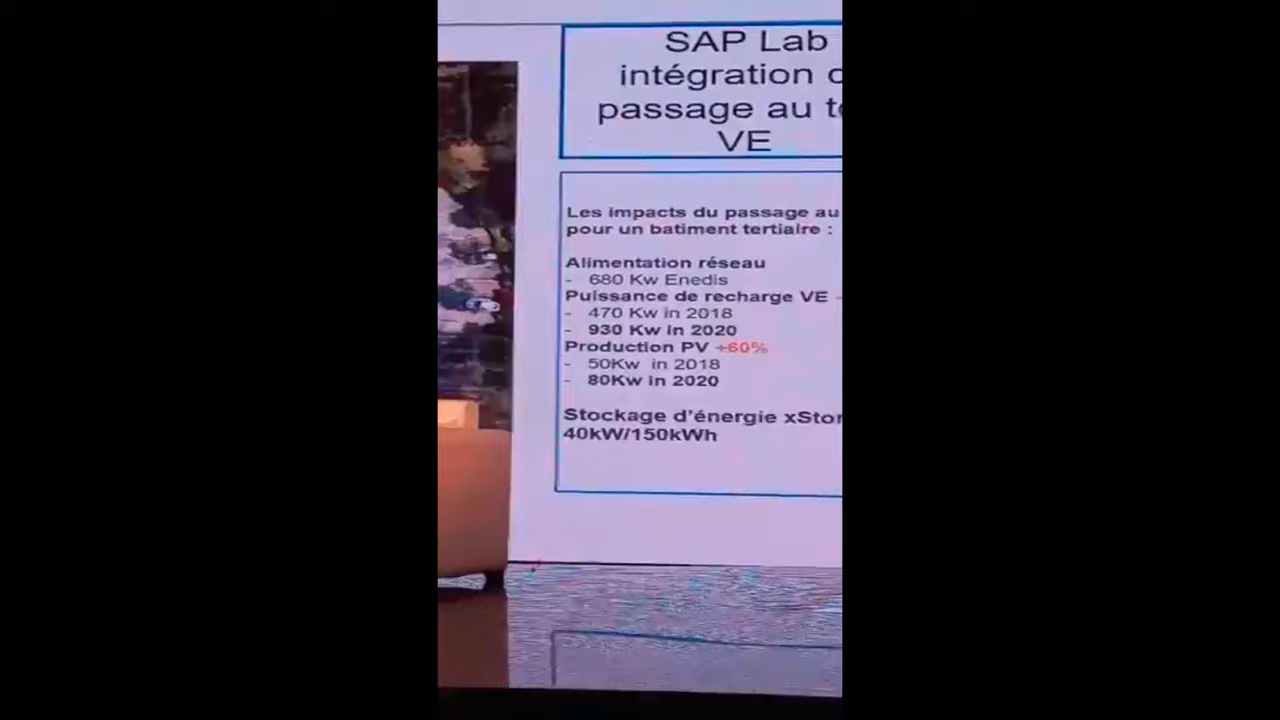 SAP Lab
intégration
passage au
VE
Les impacts du passage au
pour un batiment tertiaire :
Alimentation réseau
- 680 Kw Enedis
Puissance de recharge VE
- 470 Kw in 2018
- 930 Kw in 2020
Production PV +60%
- 50Kw in 2018
- 80Kw in 2020
Stockage d'énergie xStor
40kW/150kWh